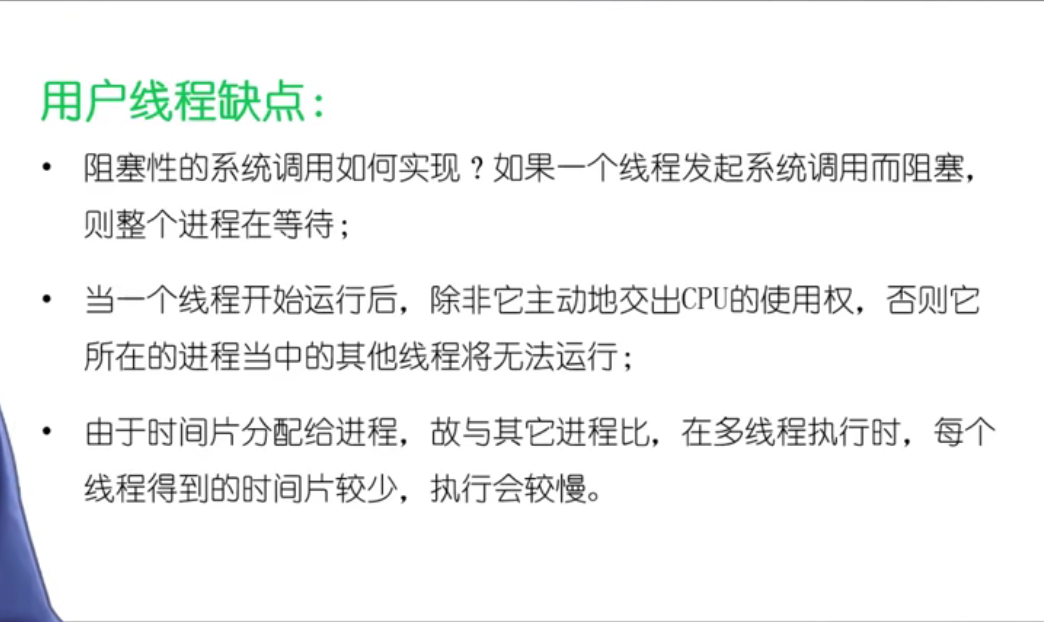 用户线程缺点：
• 阻塞性的系统调用如何实现？如果一个线程发起系统调用而阻塞，
则整个进程在等待；
• 当一个线程开始运行后，除非它主动地交出CPU的使用权，否则它
所在的进程当中的其他线程将无法运行；
• 由于时间片分配给进程，故与其它进程比，在多线程执行时，每个
线程得到的时间片较少，执行会较慢。